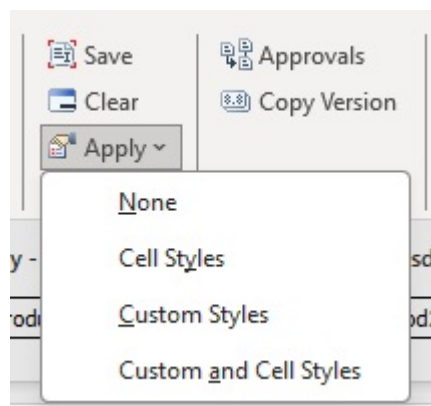 Save
Approvals
Clear
Copy Version
Apply
None
Cell Styles
Custom Styles
Custom and Cell Styles